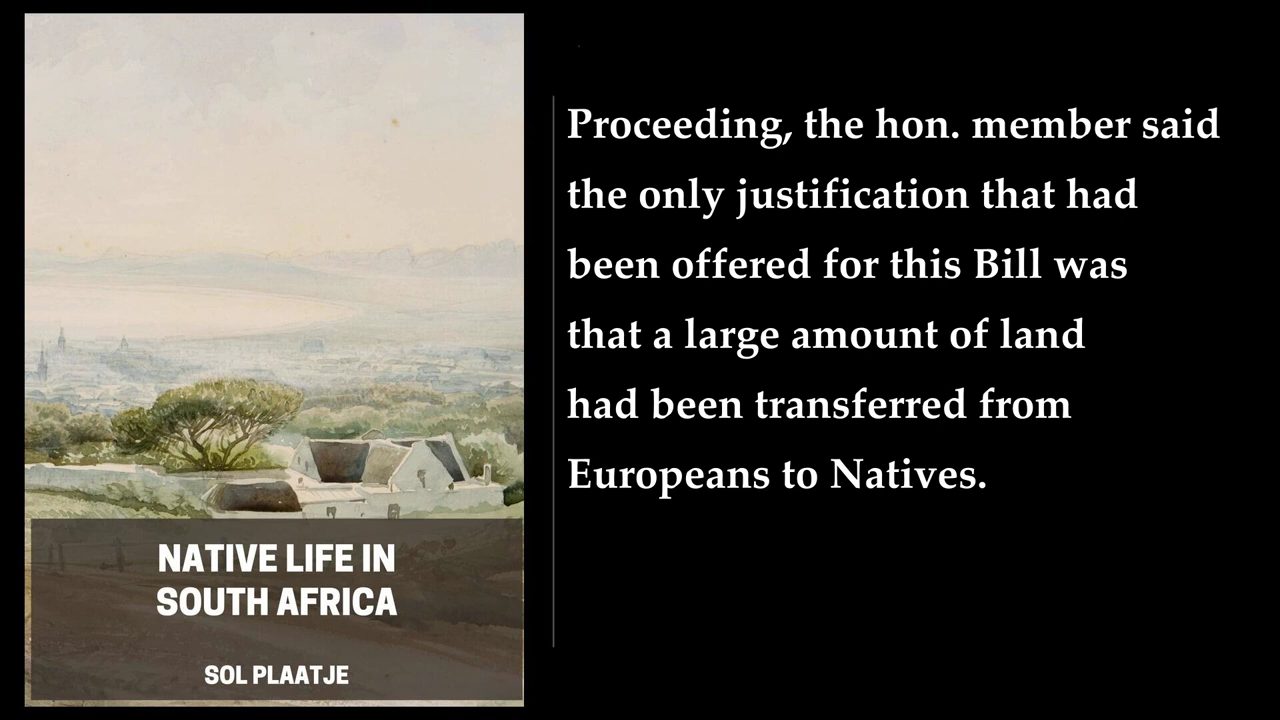 NATIVE LIFE IN
SOUTH AFRICA
SOL PLAATJE
Proceeding, the hon. member said
the only justification that had
been offered for this Bill was
that a large amount of land
had been transferred from
Europeans to Natives.